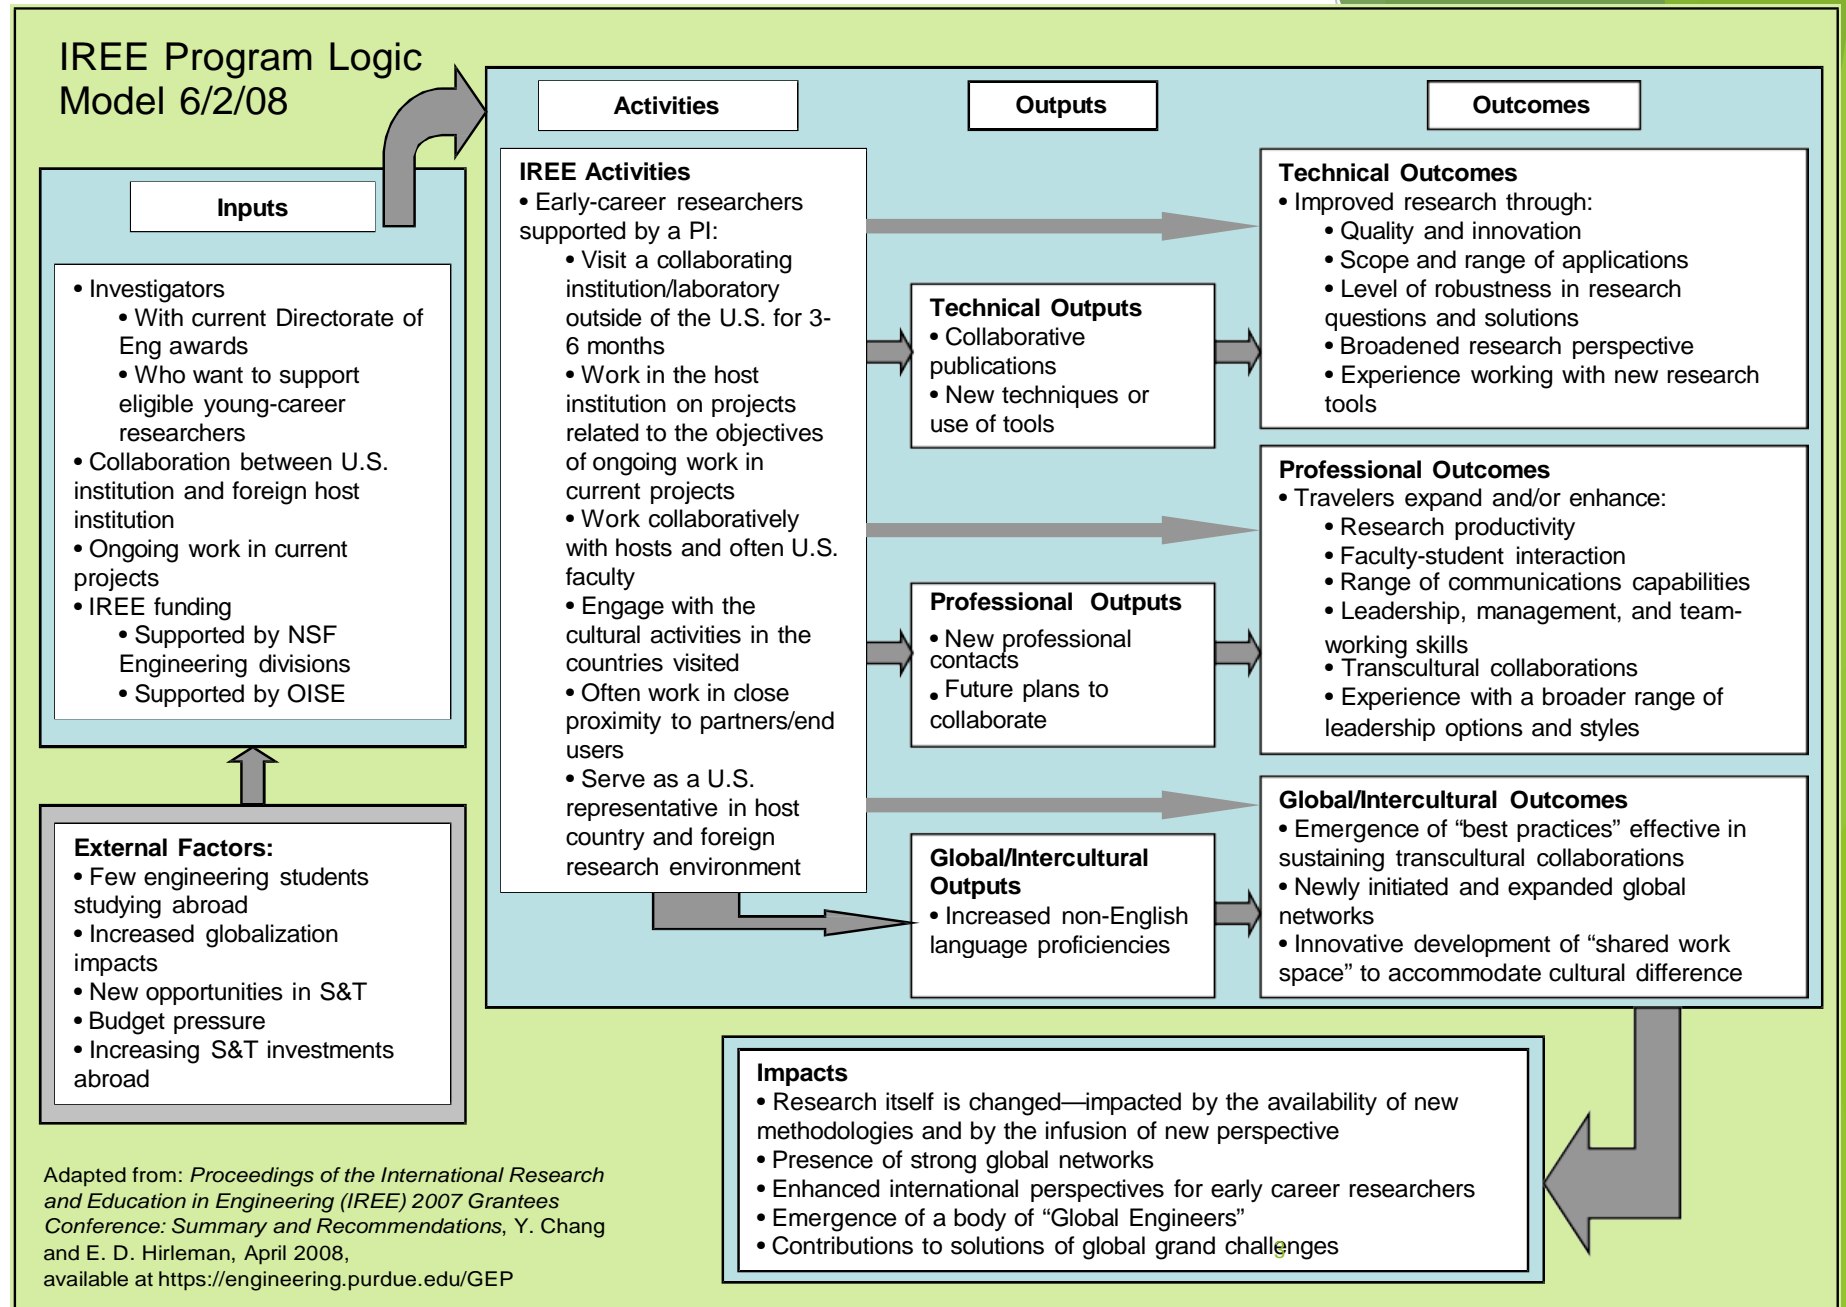 IREE Program Logic
Model 6/2/08
Inputs
• Investigators
• With current Directorate of
Eng awards
• Who want to support
eligible young-career
researchers
• Collaboration between U.S.
institution and foreign host
institution
• Ongoing work in current
projects
• IREE funding
• Supported by NSF
Engineering divisions
• Supported by OISE
External Factors:
• Few engineering students
studying abroad
• Increased globalization
impacts
• New opportunities in S&T
• Budget pressure
• Increasing S&T investments
abroad
Activities
IREE Activities
• Early-career researchers
supported by a PI:
• Visit a collaborating
institution/laboratory
outside of the U.S. for 3-
6 months
• Work in the host
institution on projects
related to the objectives
of ongoing work in
current projects
• Work collaboratively
with hosts and often U.S.
faculty
• Engage with the
cultural activities in the
countries visited
• Often work in close
proximity to partners/end
users
• Serve as a U.S.
representative in host
country and foreign
research environment
Outputs
Technical Outputs
• Collaborative
publications
• New techniques or
use of tools
Professional Outputs
• New professional
contacts
• Future plans to
collaborate
Global/Intercultural
Outputs
• Increased non-English
language proficiencies
Outcomes
Technical Outcomes
• Improved research through:
• Quality and innovation
• Scope and range of applications
• Level of robustness in research
questions and solutions
• Broadened research perspective
• Experience working with new research
tools
Professional Outcomes
• Travelers expand and/or enhance:
• Research productivity
• Faculty-student interaction
• Range of communications capabilities
• Leadership, management, and team-
working skills
• Transcultural collaborations
• Experience with a broader range of
leadership options and styles
Global/Intercultural Outcomes
• Emergence of “best practices” effective in
sustaining transcultural collaborations
• Newly initiated and expanded global
networks
• Innovative development of “shared work
space” to accommodate cultural difference
Impacts
• Research itself is changed—impacted by the availability of new
methodologies and by the infusion of new perspective
• Presence of strong global networks
• Enhanced international perspectives for early career researchers
• Emergence of a body of “Global Engineers”
• Contributions to solutions of global grand challenges
3
Adapted from: Proceedings of the International Research
and Education in Engineering (IREE) 2007 Grantees
Conference: Summary and Recommendations, Y. Chang
and E. D. Hirleman, April 2008,
available at https://engineering.purdue.edu/GEP